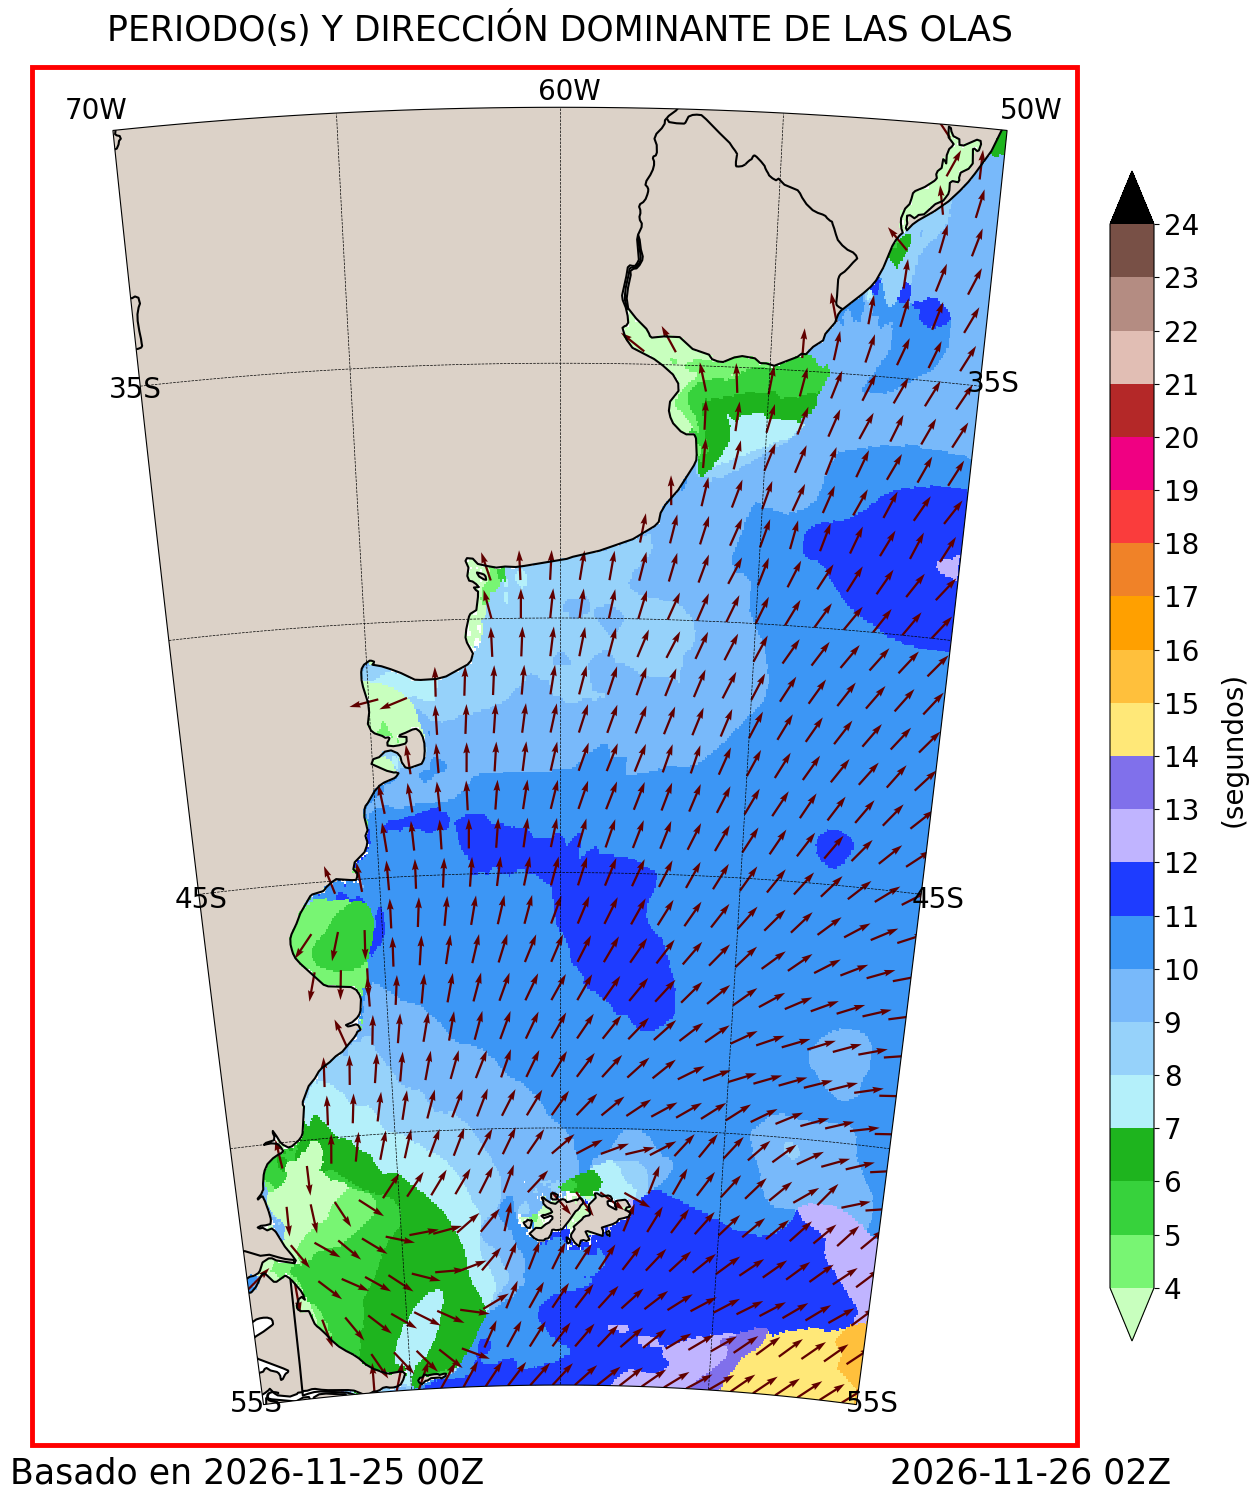 PERIODO(s) Y DIRECCIÓN DOMINANTE DE LAS OLAS
70W
60W
50W
35S
35S
45S
45S
55S
55S
24
23
22
21
20
19
18
17
16
15
14
13
12
11
10
9
8
7
6
5
4
(segundos)
Basado en 2026-11-25 00Z
2026-11-26 02Z